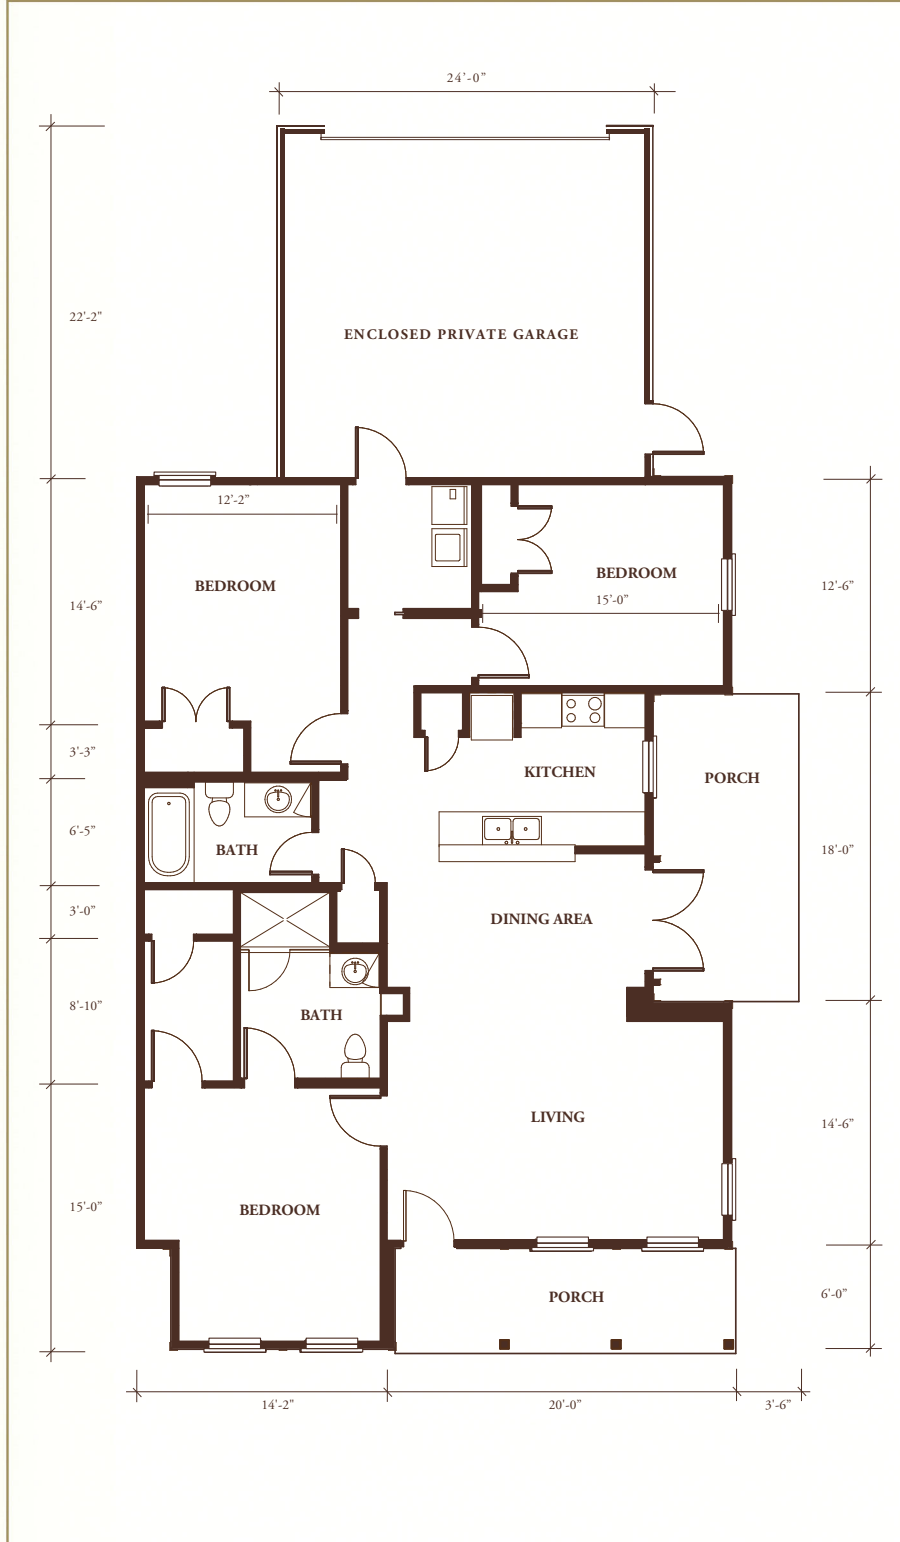 24'-0”
22'-2”
ENCLOSED PRIVATE GARAGE
12'-2”
BEDROOM
14'-6”
BEDROOM
15'-0”
12'-6”
3'-3”
KITCHEN
PORCH
6'-5”
BATH
18'-0”
3'-0”
DINING AREA
8'-10”
BATH
LIVING
14'-6”
15'-0”
BEDROOM
PORCH
6'-0”
14'-2”
20'-0”
3'-6”